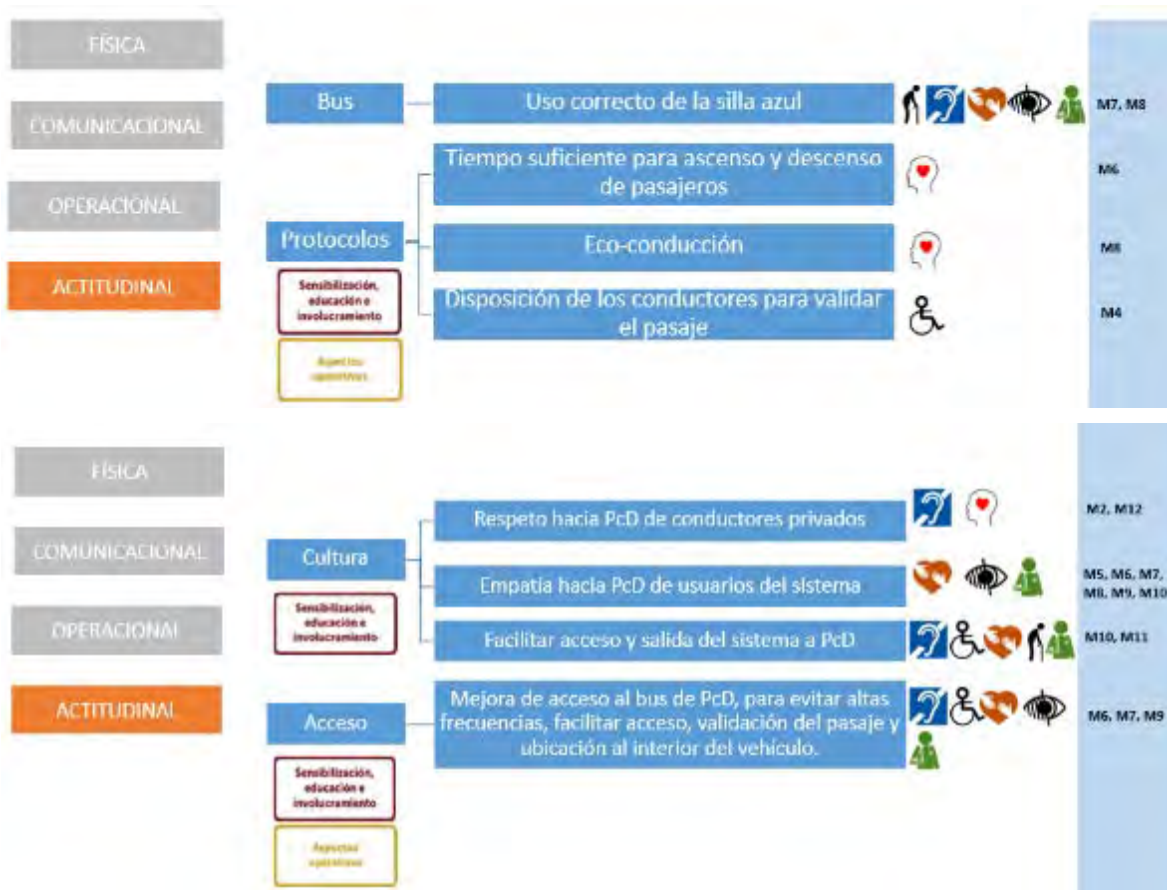 FÍSICA
COMUNICACIONAL
OPERACIONAL
ACTITUDINAL
Bus
Uso correcto de la silla azul
M7, M8
Protocolos
Sensibilización,
educación e
involucramiento
Aspectos
operativos
Tiempo suficiente para ascenso y descenso
de pasajeros
M6
Eco-conducción
M8
Disposición de los conductores para validar
el pasaje
M4
FÍSICA
COMUNICACIONAL
OPERACIONAL
ACTITUDINAL
Cultura
Sensibilización,
educación e
involucramiento
Respeto hacia PcD de conductores privados
M2, M12
Empatia hacia PcD de usuarios del sistema
M5, M6, M7,
M8, M9, M10
Facilitar acceso y salida del sistema a PcD
M10, M11
Acceso
Sensibilización,
educación e
involucramiento
Aspectos
operativos
Mejora de acceso al bus de PcD, para evitar altas
frecuencias, facilitar acceso, validación del pasaje y
ubicación al interior del vehículo.
M6, M7, M9